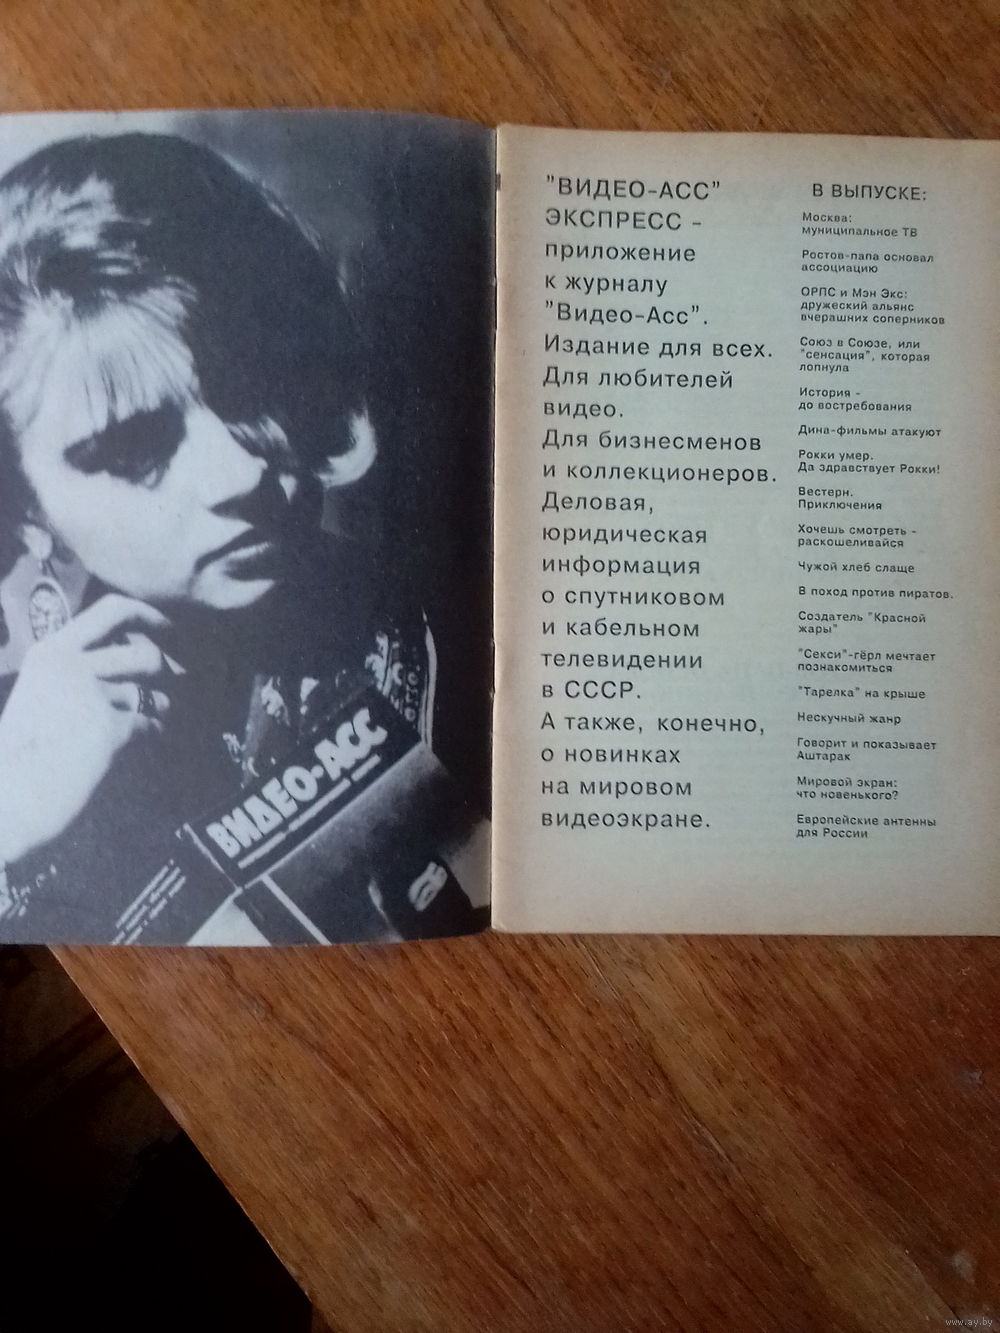 ВИДЕО-АСС
"ВИДЕО-АСС"
ЭКСПРЕСС -
приложение
к журналу
"Видео-Асс".
Издание для всех.
Для любителей
видео.
Для бизнесменов
и коллекционеров.
Деловая,
юридическая
информация
о спутниковом
и кабельном
телевидении
в СССР.
А также, конечно,
о новинках
на мировом
видеоэкране.
В ВЫПУСКЕ:
Москва:
муниципальное ТВ
Ростов-папа основал
ассоциацию
ОРПС и Мэн Экс:
дружеский альянс
вчерашних соперников
Союз в Союзе, или
"сенсация", которая
лопнула
История -
до востребования
Дина-фильмы атакуют
Рокки умер.
Да здравствует Рокки!
Вестерн.
Приключения
Хочешь смотреть -
раскошеливайся
Чужой хлеб слаще
В поход против пиратов.
Создатель "Красной
жары"
"Секси"-гёрл мечтает
познакомиться
"Тарелка" на крыше
Нескучный жанр
Говорит и показывает
Аштарак
Мировой экран:
что новенького?
Европейские антенны
для России
www.ay.by